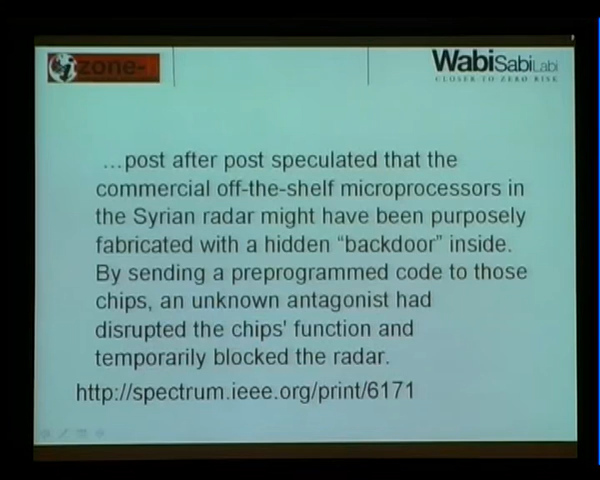 zone-
WabiSabiLabi
CLOSER TO ZERO RISK
...post after post speculated that the
commercial off-the-shelf microprocessors in
the Syrian radar might have been purposely
fabricated with a hidden “backdoor” inside.
By sending a preprogrammed code to those
chips, an unknown antagonist had
disrupted the chips' function and
temporarily blocked the radar.
http://spectrum.ieee.org/print/6171